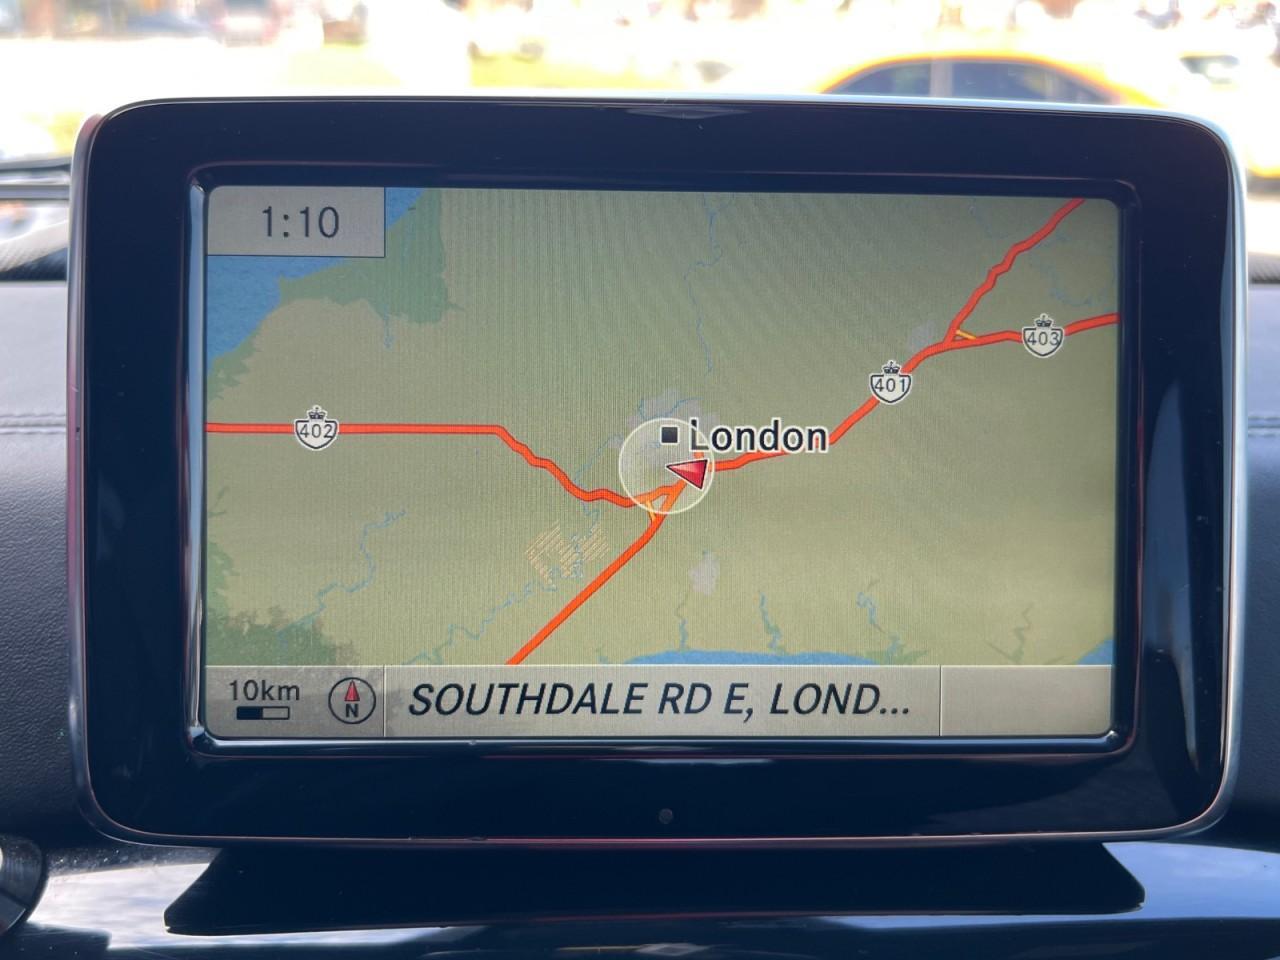 1:10
403
401
402
London
10km
N
SOUTHDALE RD E, LOND...